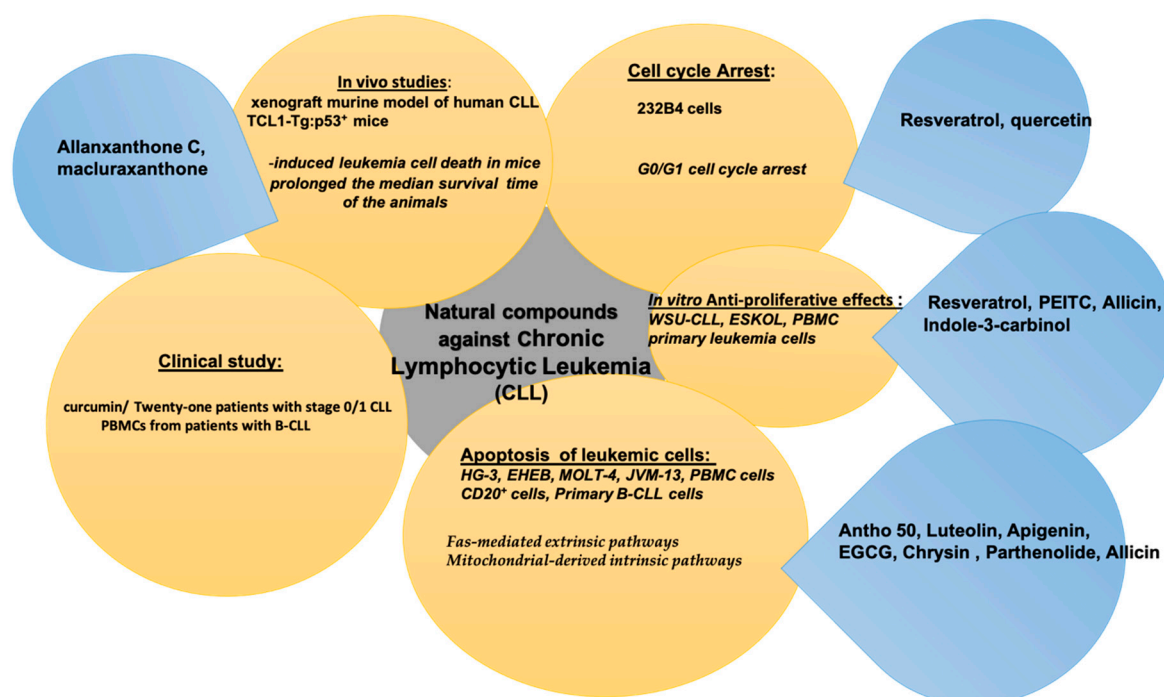 Allanxanthone C,
macluraxanthone
In vivo studies:
xenograft murine model of human CLL
TCL1-Tg:p53⁺ mice
-induced leukemia cell death in mice
prolonged the median survival time
of the animals
Cell cycle Arrest:
232B4 cells
G0/G1 cell cycle arrest
Resveratrol, quercetin
Natural compounds
against Chronic
Lymphocytic Leukemia
(CLL)
In vitro Anti-proliferative effects :
WSU-CLL, ESKOL, PBMC
primary leukemia cells
Resveratrol, PEITC, Allicin,
Indole-3-carbinol
Clinical study:
curcumin/ Twenty-one patients with stage 0/1 CLL
PBMCs from patients with B-CLL
Apoptosis of leukemic cells:
HG-3, EHEB, MOLT-4, JVM-13, PBMC cells
CD20⁺ cells, Primary B-CLL cells
Fas-mediated extrinsic pathways
Mitochondrial-derived intrinsic pathways
Antho 50, Luteolin, Apigenin,
EGCG, Chrysin , Parthenolide, Allicin